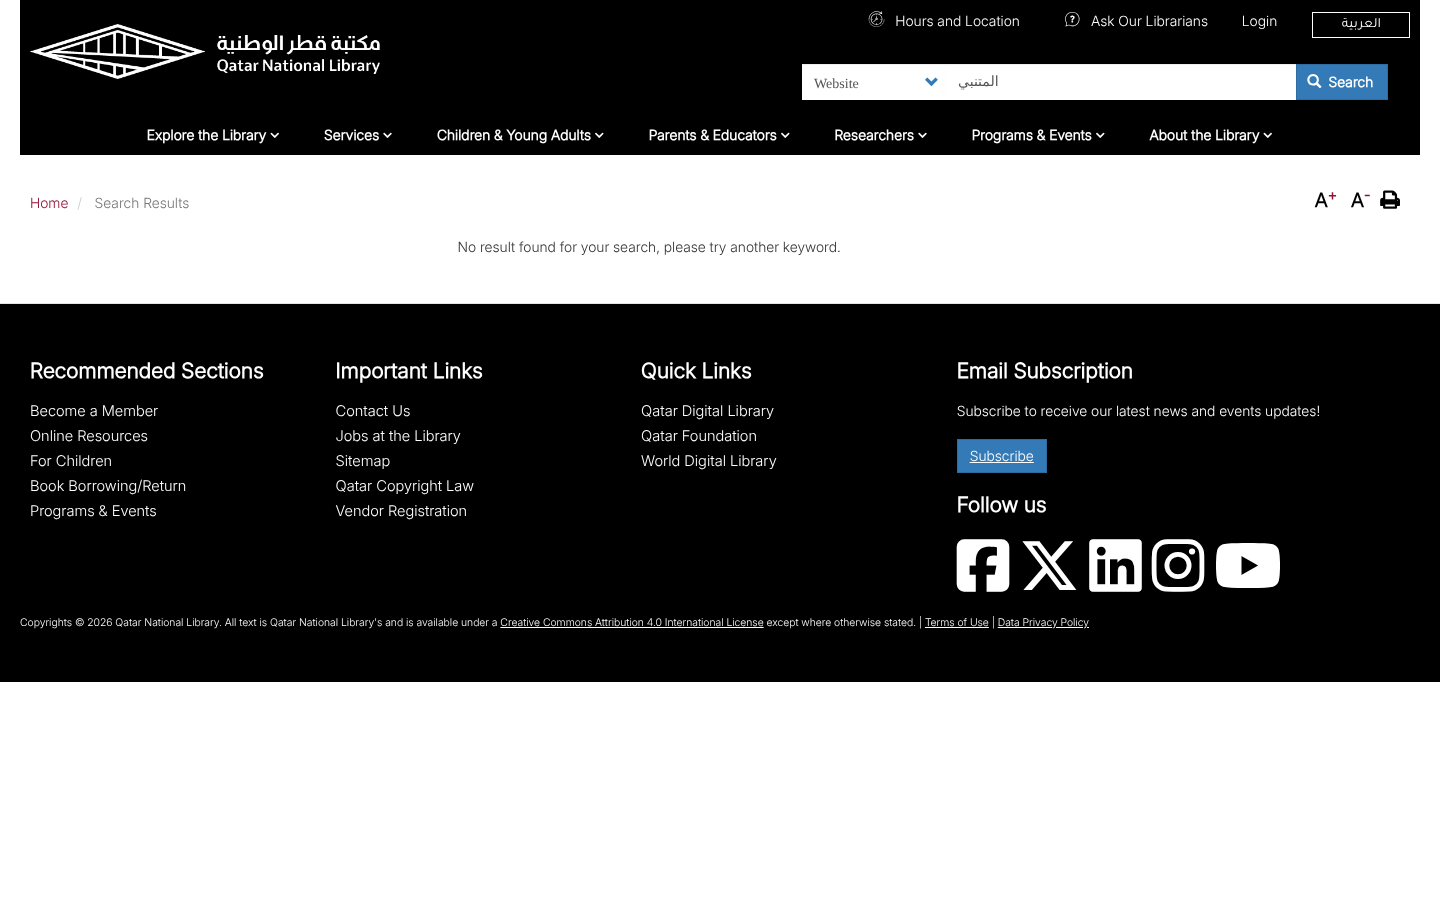 Hours and Location
Ask Our Librarians
Login
العربية
مكتبة قطر الوطنية
Qatar National Library
Website
المتنبي
Search
Explore the Library
Services
Children & Young Adults
Parents & Educators
Researchers
Programs & Events
About the Library
Home / Search Results
A+ A-
No result found for your search, please try another keyword.
Recommended Sections
Become a Member
Online Resources
For Children
Book Borrowing/Return
Programs & Events
Important Links
Contact Us
Jobs at the Library
Sitemap
Qatar Copyright Law
Vendor Registration
Quick Links
Qatar Digital Library
Qatar Foundation
World Digital Library
Email Subscription
Subscribe to receive our latest news and events updates!
Subscribe
Follow us
Copyrights © 2026 Qatar National Library. All text is Qatar National Library's and is available under a Creative Commons Attribution 4.0 International License except where otherwise stated. | Terms of Use | Data Privacy Policy